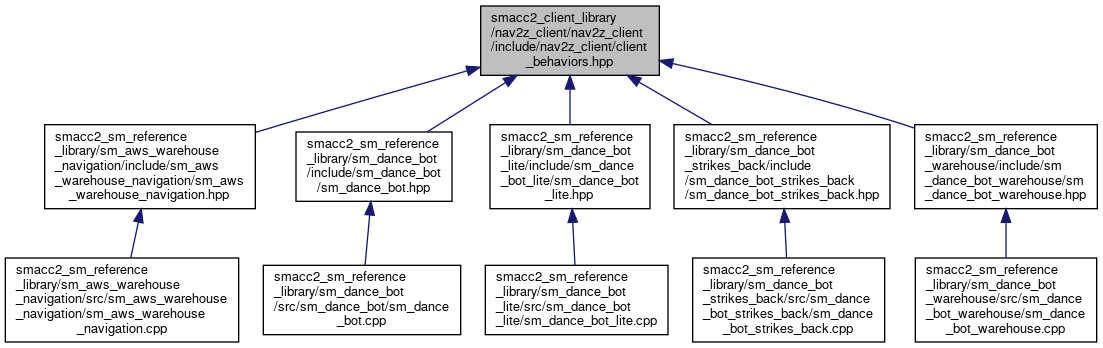 smacc2_client_library
/nav2z_client/nav2z_client
/include/nav2z_client/client
_behaviors.hpp
smacc2_sm_reference
_library/sm_aws_warehouse
_navigation/include/sm_aws
_warehouse_navigation/sm_aws
_warehouse_navigation.hpp
smacc2_sm_reference
_library/sm_dance_bot
/include/sm_dance_bot
/sm_dance_bot.hpp
smacc2_sm_reference
_library/sm_dance_bot
_lite/include/sm_dance
_bot_lite/sm_dance_bot
_lite.hpp
smacc2_sm_reference
_library/sm_dance_bot
_strikes_back/include
/sm_dance_bot_strikes_back
/sm_dance_bot_strikes_back.hpp
smacc2_sm_reference
_library/sm_dance_bot
_warehouse/include/sm
_dance_bot_warehouse/sm
_dance_bot_warehouse.hpp
smacc2_sm_reference
_library/sm_aws_warehouse
_navigation/src/sm_aws_warehouse
_navigation/sm_aws_warehouse
_navigation.cpp
smacc2_sm_reference
_library/sm_dance_bot
/src/sm_dance_bot/sm_dance
_bot.cpp
smacc2_sm_reference
_library/sm_dance_bot
_lite/src/sm_dance_bot
_lite/sm_dance_bot_lite.cpp
smacc2_sm_reference
_library/sm_dance_bot
_strikes_back/src/sm_dance
_bot_strikes_back/sm_dance
_bot_strikes_back.cpp
smacc2_sm_reference
_library/sm_dance_bot
_warehouse/src/sm_dance
_bot_warehouse/sm_dance
_bot_warehouse.cpp